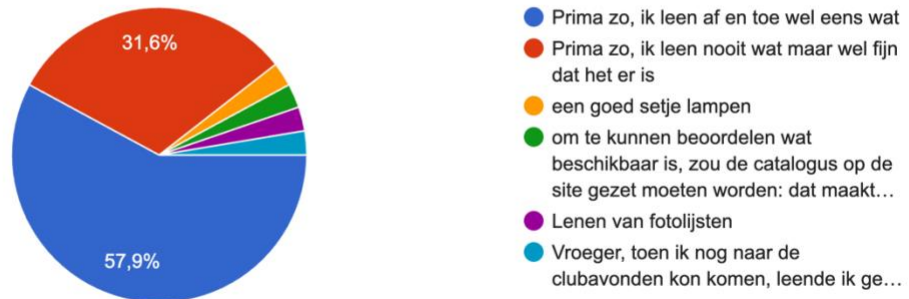 31,6%
57,9%
Prima zo, ik leen af en toe wel eens wat
Prima zo, ik leen nooit wat maar wel fijn
dat het er is
een goed setje lampen
om te kunnen beoordelen wat
beschikbaar is, zou de catalogus op de
site gezet moeten worden: dat maakt…
Lenen van fotolijsten
Vroeger, toen ik nog naar de
clubavonden kon komen, leende ik ge…